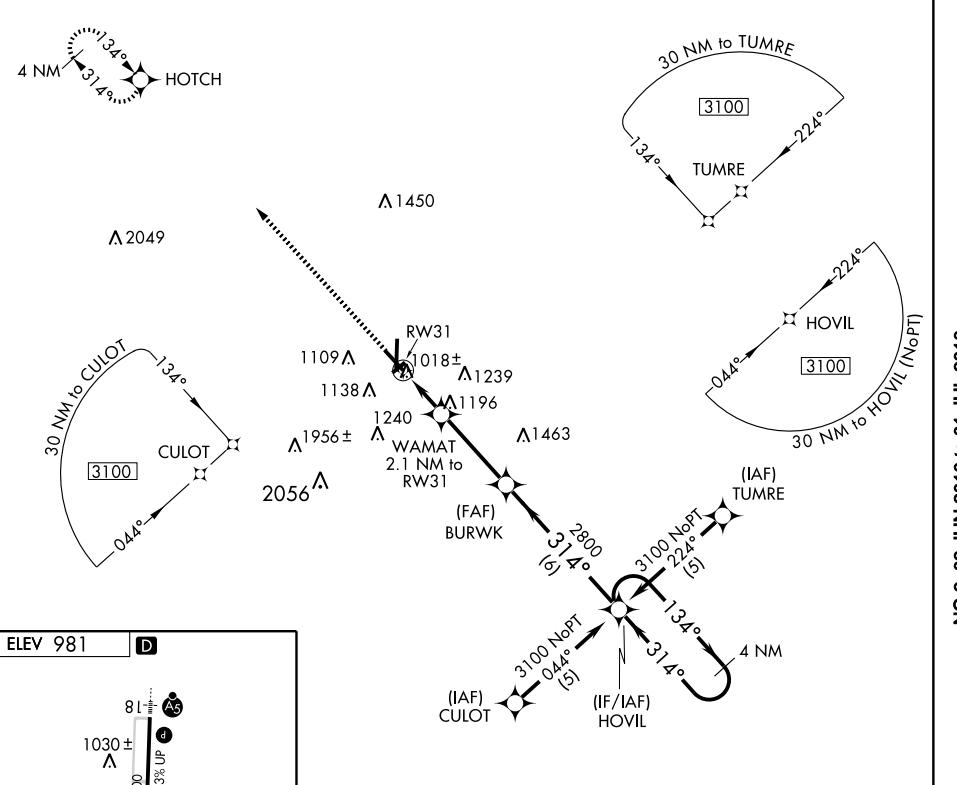 134°
4 NM
314°
HOTCH
30 NM to TUMRE
3100
224°
134°
TUMRE
1450
2049
224°
HOVIL
044°
3100
30 NM to HOVIL (NoPT)
RW31
1109
1018±
1239
1138
1196
1240
1956±
WAMAT
2.1 NM to
RW31
1463
2056
30 NM to CULOT
134°
CULOT
3100
044°
(FAF)
BURWK
(IAF)
TUMRE
2800
314°
(6)
3100 NoPT
224°
(5)
134°
314°
4 NM
3100 NoPT
044°
(5)
(IAF)
CULOT
(IF/IAF)
HOVIL
ELEV 981
D
18
A5
1030±
3% UP